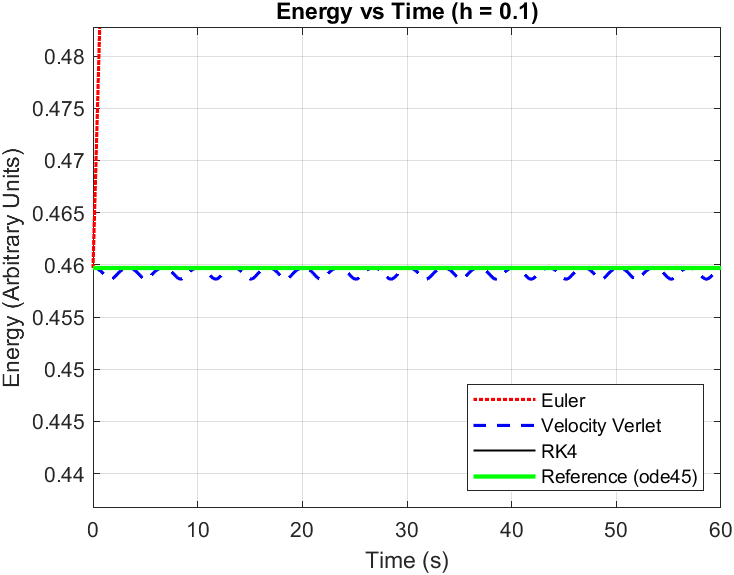 Energy vs Time (h = 0.1)
Energy (Arbitrary Units)
0.48
0.475
0.47
0.465
0.46
0.455
0.45
0.445
0.44
Euler
Velocity Verlet
RK4
Reference (ode45)
0 10 20 30 40 50 60
Time (s)